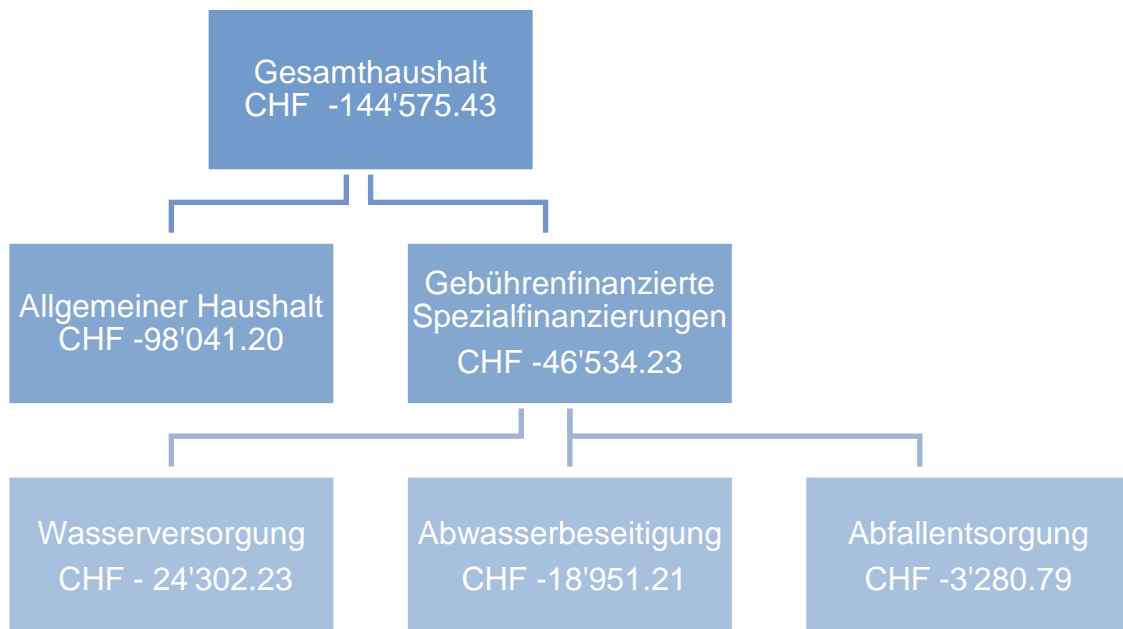 Gesamthaushalt
CHF -144'575.43
Allgemeiner Haushalt
CHF -98'041.20
Gebührenfinanzierte
Spezialfinanzierungen
CHF -46'534.23
Wasserversorgung
CHF - 24'302.23
Abwasserbeseitigung
CHF -18'951.21
Abfallentsorgung
CHF -3'280.79